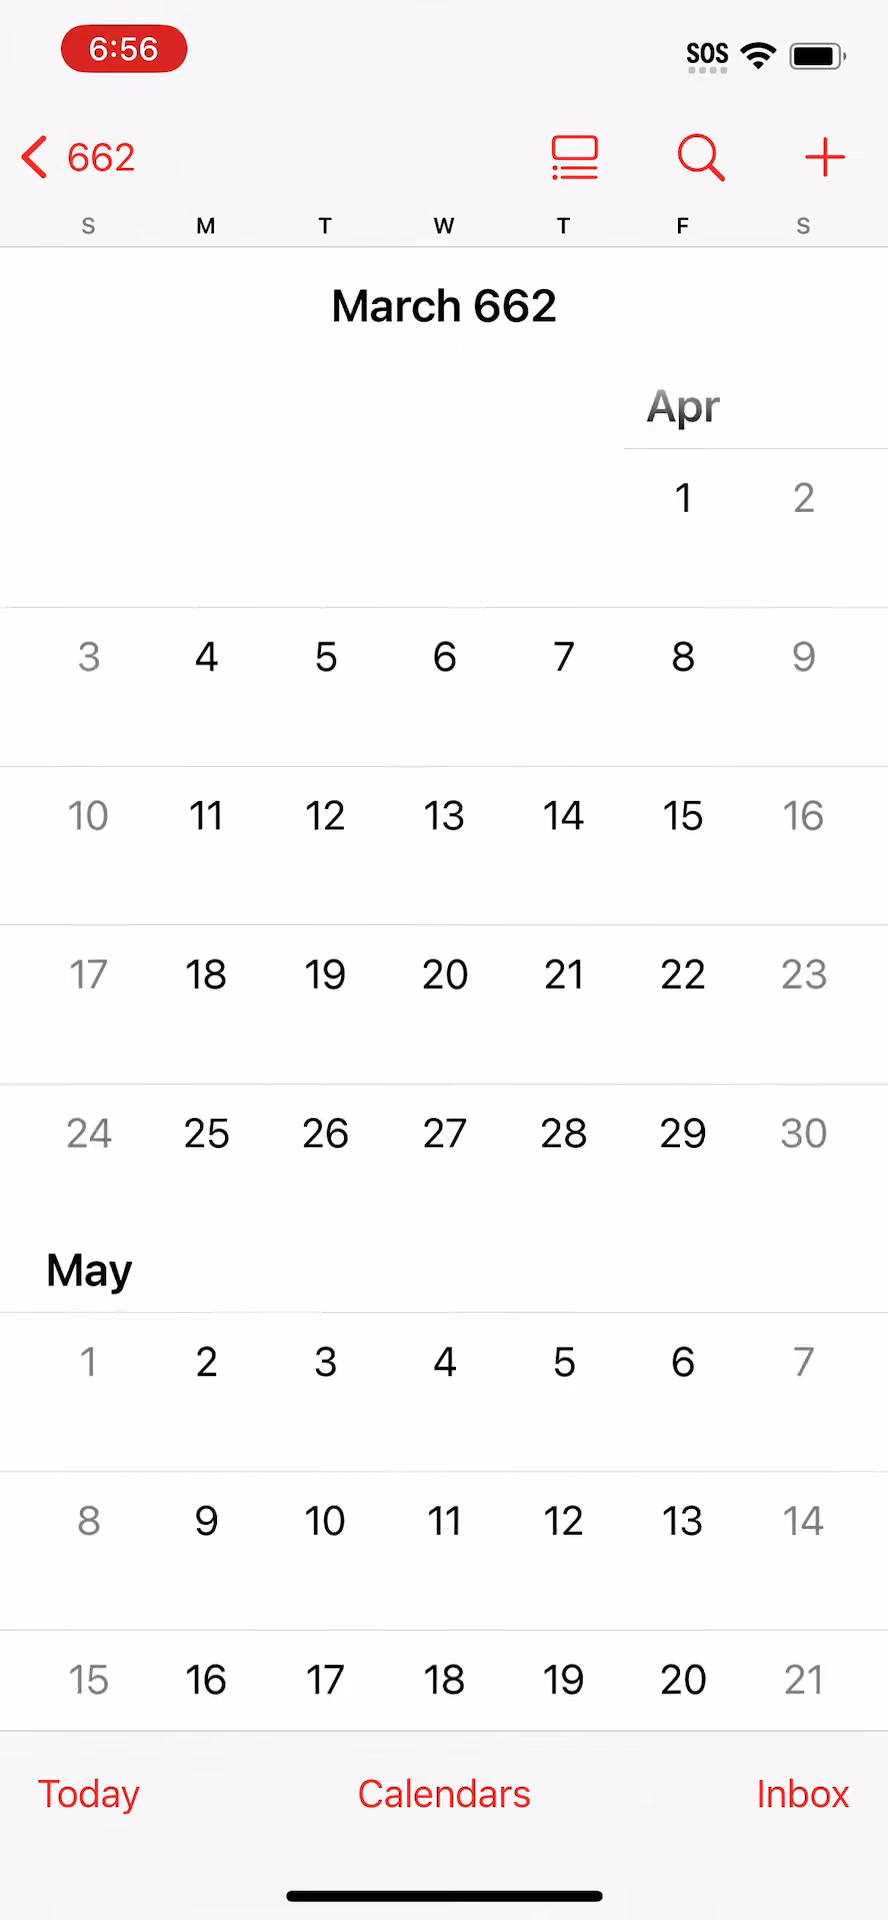 6:56 SOS
662
S M T W T F S
March 662
Apr
1 2
3 4 5 6 7 8 9
10 11 12 13 14 15 16
17 18 19 20 21 22 23
24 25 26 27 28 29 30
May
1 2 3 4 5 6 7
8 9 10 11 12 13 14
15 16 17 18 19 20 21
Today Calendars Inbox